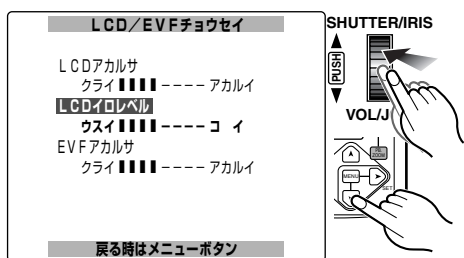 LCD/EVFチョウセイ
LCDアカルサ
クライ▮▮▮▮----アカルイ
LCDイロレベル
ウスイ▮▮▮▮----コイ
EVFアカルサ
クライ▮▮▮▮----アカルイ
戻る時はメニューボタン
SHUTTER/IRIS
PUSH
VOL/J
MENU
SET